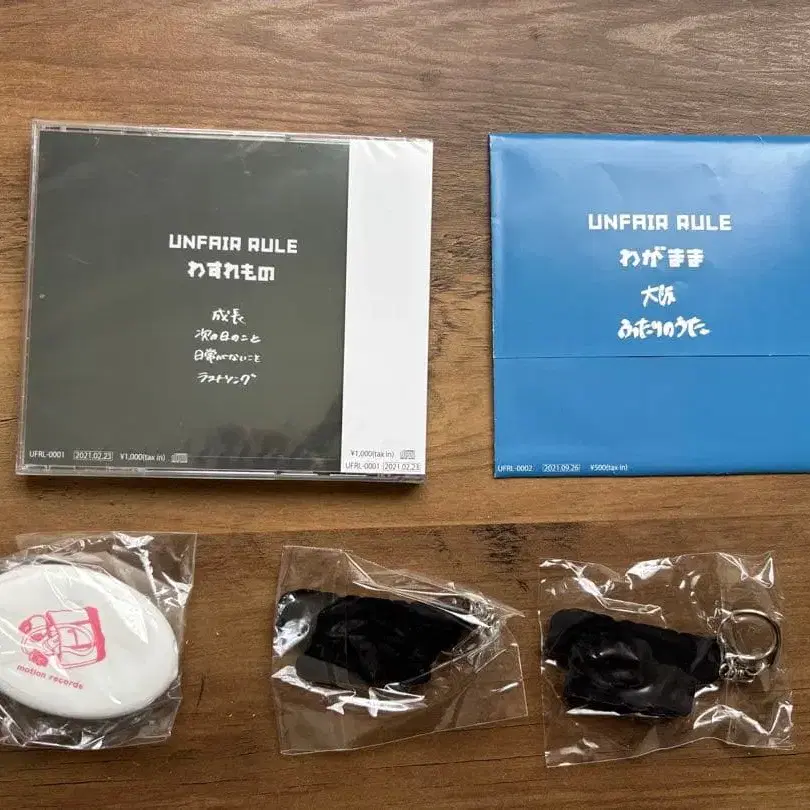 UNFAIR RULE
わすれもの
成長
次の日のこと
日常がないこと
ラストソング
UFRL-0001 2021.02.23 ¥1,000(tax in)
¥1,000(tax in)
UFRL-0001 2021.02.23
UNFAIR RULE
わがまま
大阪
ふたりのうた
UFRL-0002 2021.09.26 ¥500(tax in)
motion records